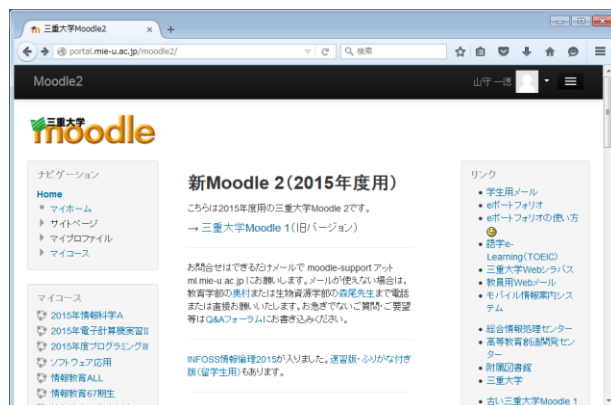 三重大学Moodle2
portal.mie-u.ac.jp/moodle2/
検索
Moodle2
山守一徳
三重大学
moodle
ナビゲーション
Home
マイホーム
サイトページ
マイプロファイル
マイコース
マイコース
2015年情報科学A
2015年電子計算機実習II
2015年度プログラミングIII
ソフトウェア応用
情報教育ALL
情報教育67期生
新Moodle 2(2015年度用)
こちらは2015年度用の三重大学Moodle 2です。
→ 三重大学Moodle 1(旧バージョン)
お問合せはできるだけメールで moodle-support アット
ml.mie-u.ac.jp にお願いします。メールが使えない場合は、
教育学部の奥村または生物資源学部の森尾先生まで電話
または直接お願いいたします。お急ぎでないご質問・ご要望
等はQ&Aフォーラムにお書き込みください。
INFOSS情報倫理2015が入りました。速習版・ふりがな付き
版(留学生用)もあります。
リンク
学生用メール
eポートフォリオ
eポートフォリオの使い方
語学e-
Learning(TOEIC)
三重大学Webシラバス
教員用Webメール
モバイル情報案内シス
テム
総合情報処理センター
高等教育創造開発セン
ター
附属図書館
三重大学
古い三重大学Moodle 1